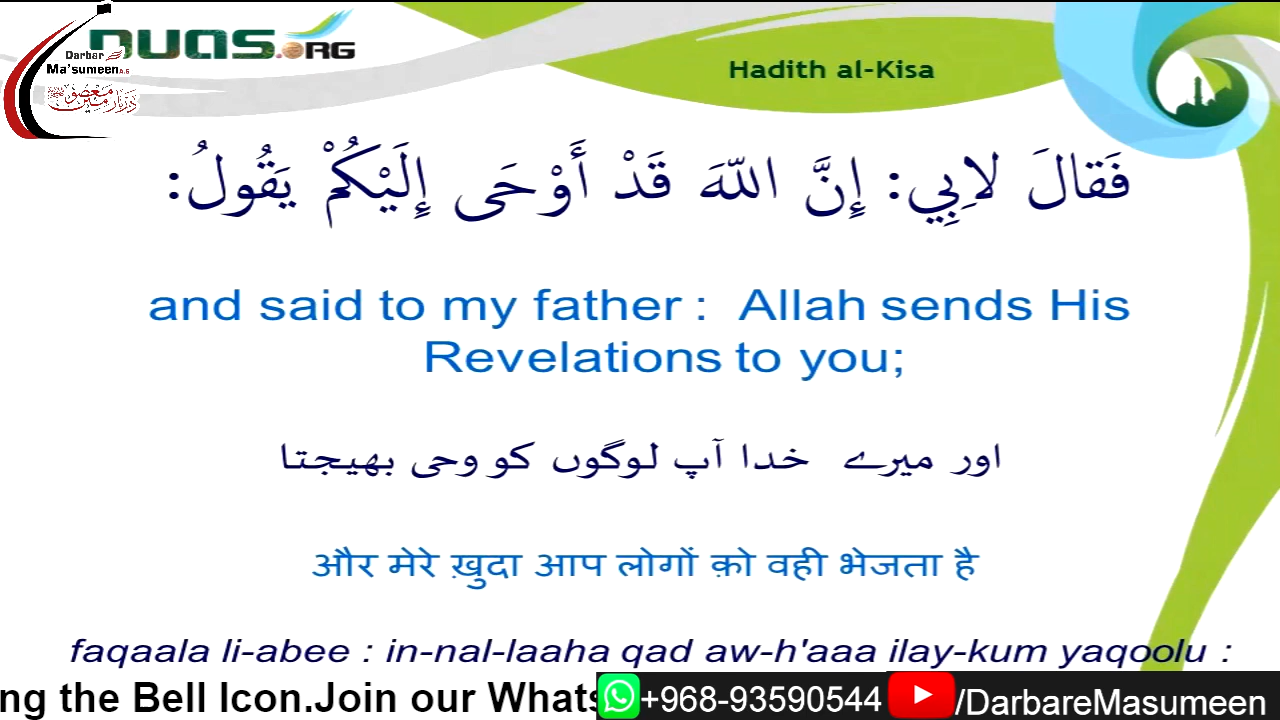 DUAS.ORG
Darbar
Ma'sumeen A.S
Hadith al-Kisa
فَقالَ لاِبِي: إِنَّ اللّهَ قَدْ أَوْحَى إِلَيْكُمْ يَقُولُ:
and said to my father : Allah sends His
Revelations to you;
اور میرے خدا آپ لوگوں کو وحی بھیجتا
और मेरे ख़ुदा आप लोगों क़ो वही भेजता है
faqaala li-abee : in-nal-laaha qad aw-h'aaa ilay-kum yaqoolu :
ng the Bell Icon.Join our Whats
+968-93590544
/DarbareMasumeen